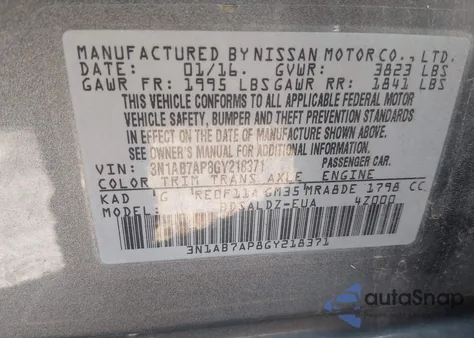 MANUFACTURED BY NISSAN MOTOR CO., LTD.
DATE: 01/16. GVWR: 3823 LBS
GAWR FR: 1995 LBS GAWR RR: 1841 LBS
THIS VEHICLE CONFORMS TO ALL APPLICABLE FEDERAL MOTOR
VEHICLE SAFETY, BUMPER AND THEFT PREVENTION STANDARDS
IN EFFECT ON THE DATE OF MANUFACTURE SHOWN ABOVE.
SEE OWNERS MANUAL FOR ADDITIONAL INFORMATION.
VIN: 3N1AB7AP8GY218371 PASSENGER CAR
COLOR TRIM TRANS AXLE ENGINE
KAD G RE0F11A GM35 MRA8DE 1798 CC
MODEL: BDSALDZ-EUA 4Z000
3N1AB7AP8GY218371
autoSnap